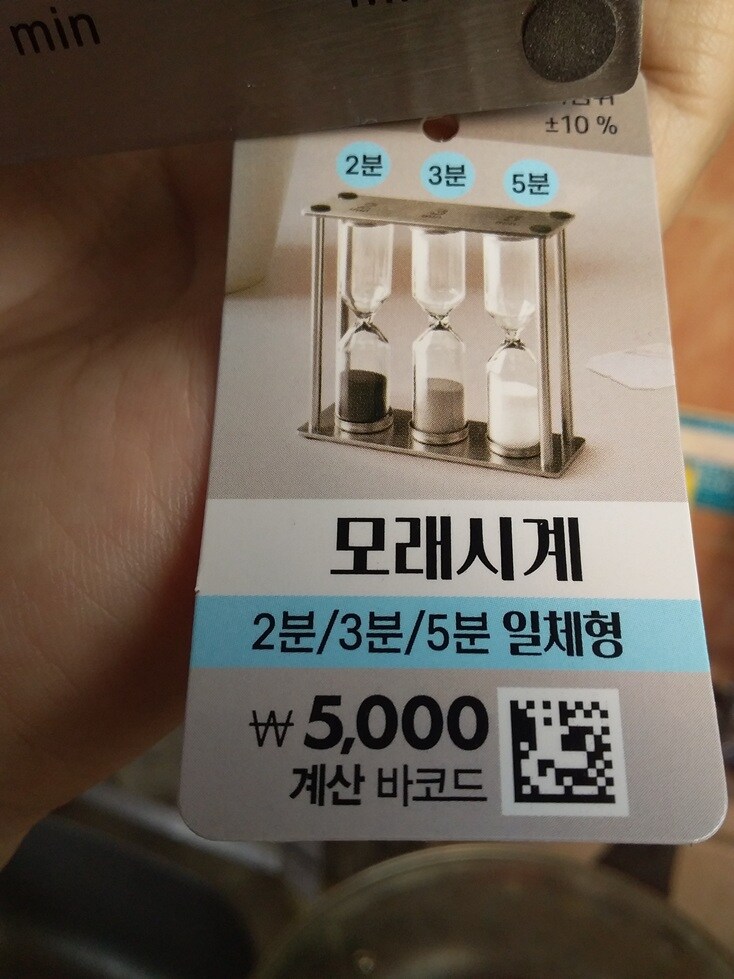 min
±10 %
2분
3분
5분
모래시계
2분/3분/5분 일체형
₩ 5,000
계산 바코드